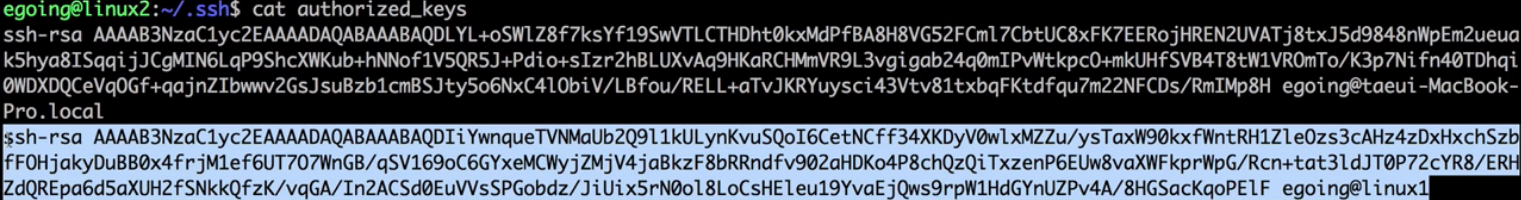 egoing@linux2:~/.ssh$ cat authorized_keys
ssh-rsa AAAAB3NzaC1yc2EAAAADAQABAAABAQDLYL+oSWlZ8f7ksYf19SwVTLCTHDht0kxMdPfBA8H8VG52FCml7CbtUC8xFK7EERojHREN2UVATj8txJ5d9848nWpEm2ueua
k5hya8ISqqijJCgMIN6LqP9ShcXWKub+hNNof1V5QR5J+Pdio+sIzr2hBLUXvAq9HKaRCHMmVR9L3vgigab24q0mIPvWtkpcO+mkUHfSVB4T8tW1VROmTo/K3p7Nifn40TDhqi
0WDXDQCeVqOGf+qajnZIbwwv2GsJsuBzb1cmBSJty5o6NxC4lObiV/LBfou/RELL+aTvJKRYuysci43Vtv81txbqFKtdfqu7m22NFCDs/RmIMp8H egoing@taeui-MacBook-
Pro.local
ssh-rsa AAAAB3NzaC1yc2EAAAADAQABAAABAQDIiYwnqueTVNMaUb2Q9l1kULynKvuSQoI6CetNCff34XKDyV0wlxMZZu/ysTaxW90kxfWntRH1ZleOzs3cAHz4zDxHxchSzb
fFOHjakyDuBB0x4frjM1ef6UT7O7WnGB/qSV169oC6GYxeMCWyjZMjV4jaBkzF8bRRndfv902aHDKo4P8chQzQiTxzenP6EUw8vaXWFkprWpG/Rcn+tat3ldJT0P72cYR8/ERH
ZdQREpa6d5aXUH2fSNkkQfzK/vqGA/In2ACSd0EuVVsSPGobdz/JiUix5rN0ol8LoCsHEleu19YvaEjQws9rpW1HdGYnUZPv4A/8HGSacKqoPElF egoing@linux1